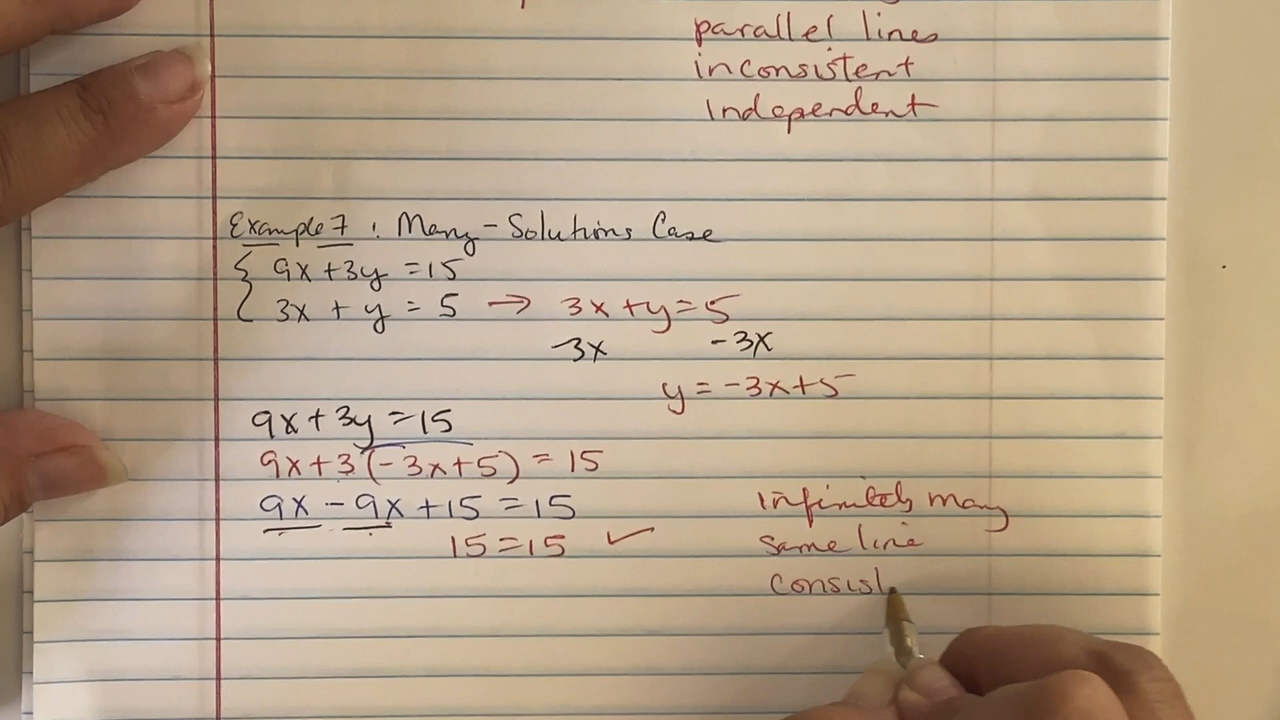 parallel lines
inconsistent
Independent
Example 7: Many-Solutions Case
9x + 3y = 15
3x + y = 5 → 3x + y = 5
-3x -3x
y = -3x + 5
9x + 3y = 15
9x + 3(-3x + 5) = 15
9x - 9x + 15 = 15
15 = 15 ✓
Infinitely many
same line
Consist